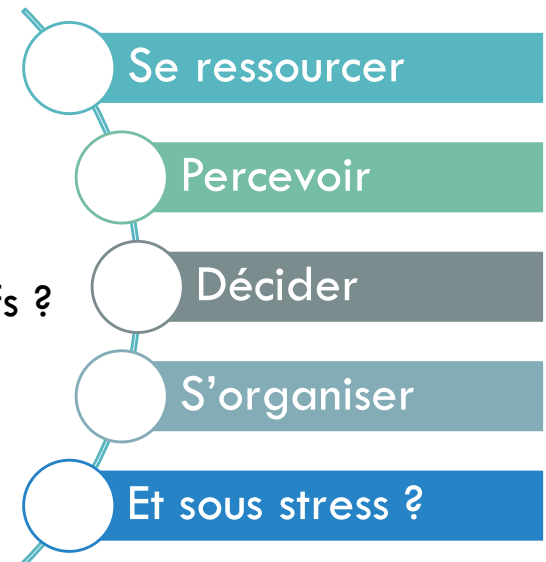 Se ressourcer
Percevoir
Décider
s ?
S’organiser
Et sous stress ?